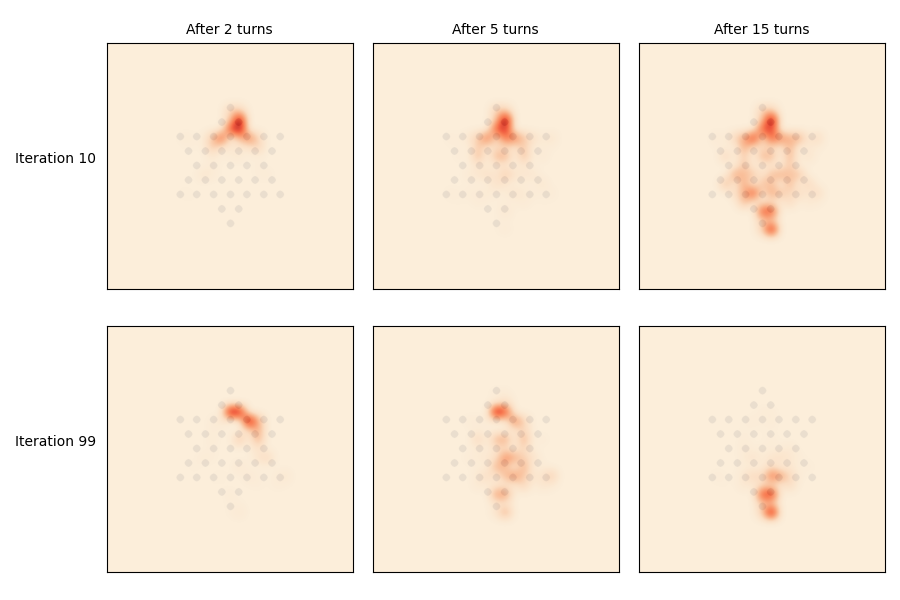 After 2 turns
After 5 turns
After 15 turns
Iteration 10
Iteration 99